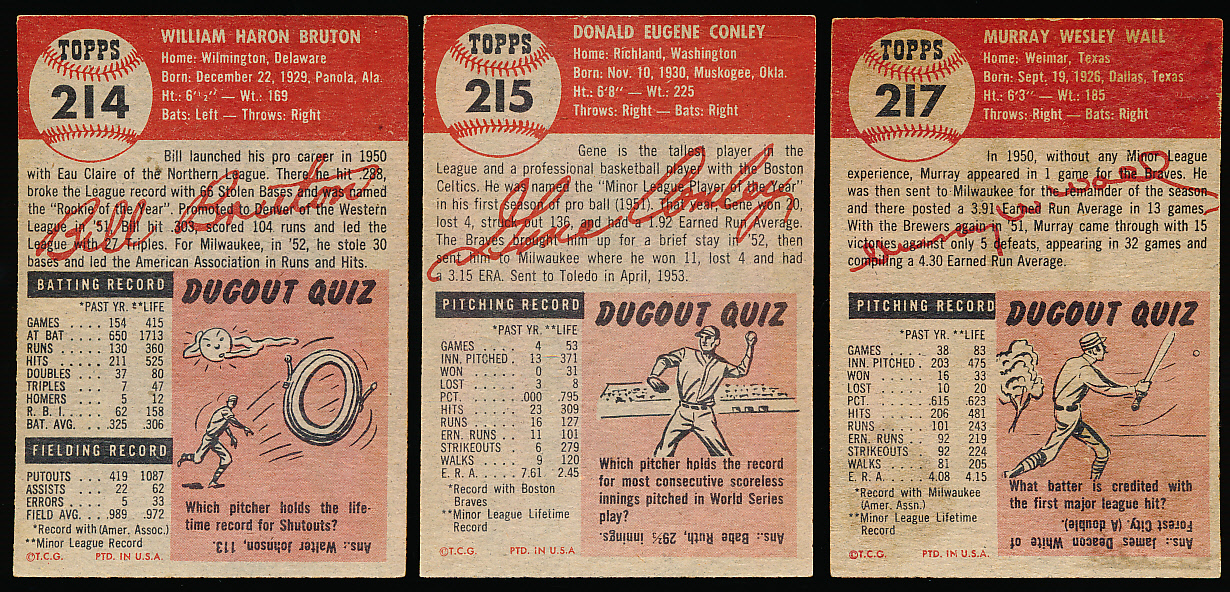 TOPPS
214
WILLIAM HARON BRUTON
Home: Wilmington, Delaware
Born: December 22, 1929, Panola, Ala.
Ht.: 6'½" — Wt.: 169
Bats: Left — Throws: Right
Bill launched his pro career in 1950
with Eau Claire of the Northern League. There he hit .288,
broke the League record with 66 Stolen Bases and was named
the "Rookie of the Year". Promoted to Denver of the Western
League in '51, Bill hit .303, scored 104 runs and led the
League with 27 Triples. For Milwaukee, in '52, he stole 30
bases and led the American Association in Runs and Hits.
Bill Bruton
BATTING RECORD
*PAST YR. **LIFE
GAMES .... 154 415
AT BAT .... 650 1713
RUNS ..... 130 360
HITS ...... 211 525
DOUBLES .. 37 80
TRIPLES ... 7 47
HOMERS ... 5 12
R. B. I. ..... 62 158
BAT. AVG. .. .325 .306
FIELDING RECORD
PUTOUTS .. 419 1087
ASSISTS ... 22 62
ERRORS ... 5 33
FIELD AVG. .989 .972
*Record with (Amer. Assoc.)
**Minor League Record
©T.C.G. PTD. IN U.S.A.
DUGOUT QUIZ
Which pitcher holds the life-
time record for Shutouts?
Ans.: Walter Johnson, 113.
TOPPS
215
DONALD EUGENE CONLEY
Home: Richland, Washington
Born: Nov. 10, 1930, Muskogee, Okla.
Ht.: 6'8" — Wt.: 225
Throws: Right — Bats: Right
Gene is the tallest player in the
League and a professional basketball player with the Boston
Celtics. He was named the "Minor League Player of the Year"
in his first season of pro ball (1951). That year, Gene won 20,
lost 4, struck out 136, and had a 1.92 Earned Run Average.
The Braves brought him up for a brief stay in '52, then
sent him to Milwaukee where he won 11, lost 4 and had
a 3.15 ERA. Sent to Toledo in April, 1953.
Gene Conley
PITCHING RECORD
*PAST YR. **LIFE
GAMES ..... 4 53
INN. PITCHED . 13 371
WON ....... 0 31
LOST ....... 3 8
PCT. ....... .000 .795
HITS ....... 23 309
RUNS ...... 16 127
ERN. RUNS .. 11 101
STRIKEOUTS . 6 279
WALKS ..... 9 120
E. R. A. ..... 7.61 2.45
*Record with Boston
Braves
**Minor League Lifetime
Record
©T.C.G. PTD. IN U.S.A.
DUGOUT QUIZ
Which pitcher holds the record
for most consecutive scoreless
innings pitched in World Series
play?
Ans.: Babe Ruth, 29⅔ innings.
TOPPS
217
MURRAY WESLEY WALL
Home: Weimar, Texas
Born: Sept. 19, 1926, Dallas, Texas
Ht.: 6'3" — Wt.: 185
Throws: Right — Bats: Right
In 1950, without any Minor League
experience, Murray appeared in 1 game for the Braves. He
was then sent to Milwaukee for the remainder of the season
and there posted a 3.91 Earned Run Average in 13 games.
With the Brewers again in '51, Murray came through with 15
victories against only 5 defeats, appearing in 32 games and
compiling a 4.30 Earned Run Average.
Murray Wall
PITCHING RECORD
*PAST YR. **LIFE
GAMES ..... 38 83
INN. PITCHED . 203 475
WON ....... 16 33
LOST ....... 10 20
PCT. ....... .615 .623
HITS ....... 206 481
RUNS ...... 101 243
ERN. RUNS .. 92 219
STRIKEOUTS . 92 224
WALKS ..... 81 205
E. R. A. ..... 4.08 4.15
*Record with Milwaukee
(Amer. Assn.)
**Minor League Lifetime
Record
©T.C.G. PTD. IN U.S.A.
DUGOUT QUIZ
What batter is credited with
the first major league hit?
Ans.: James Deacon White of
Forest City (A double).